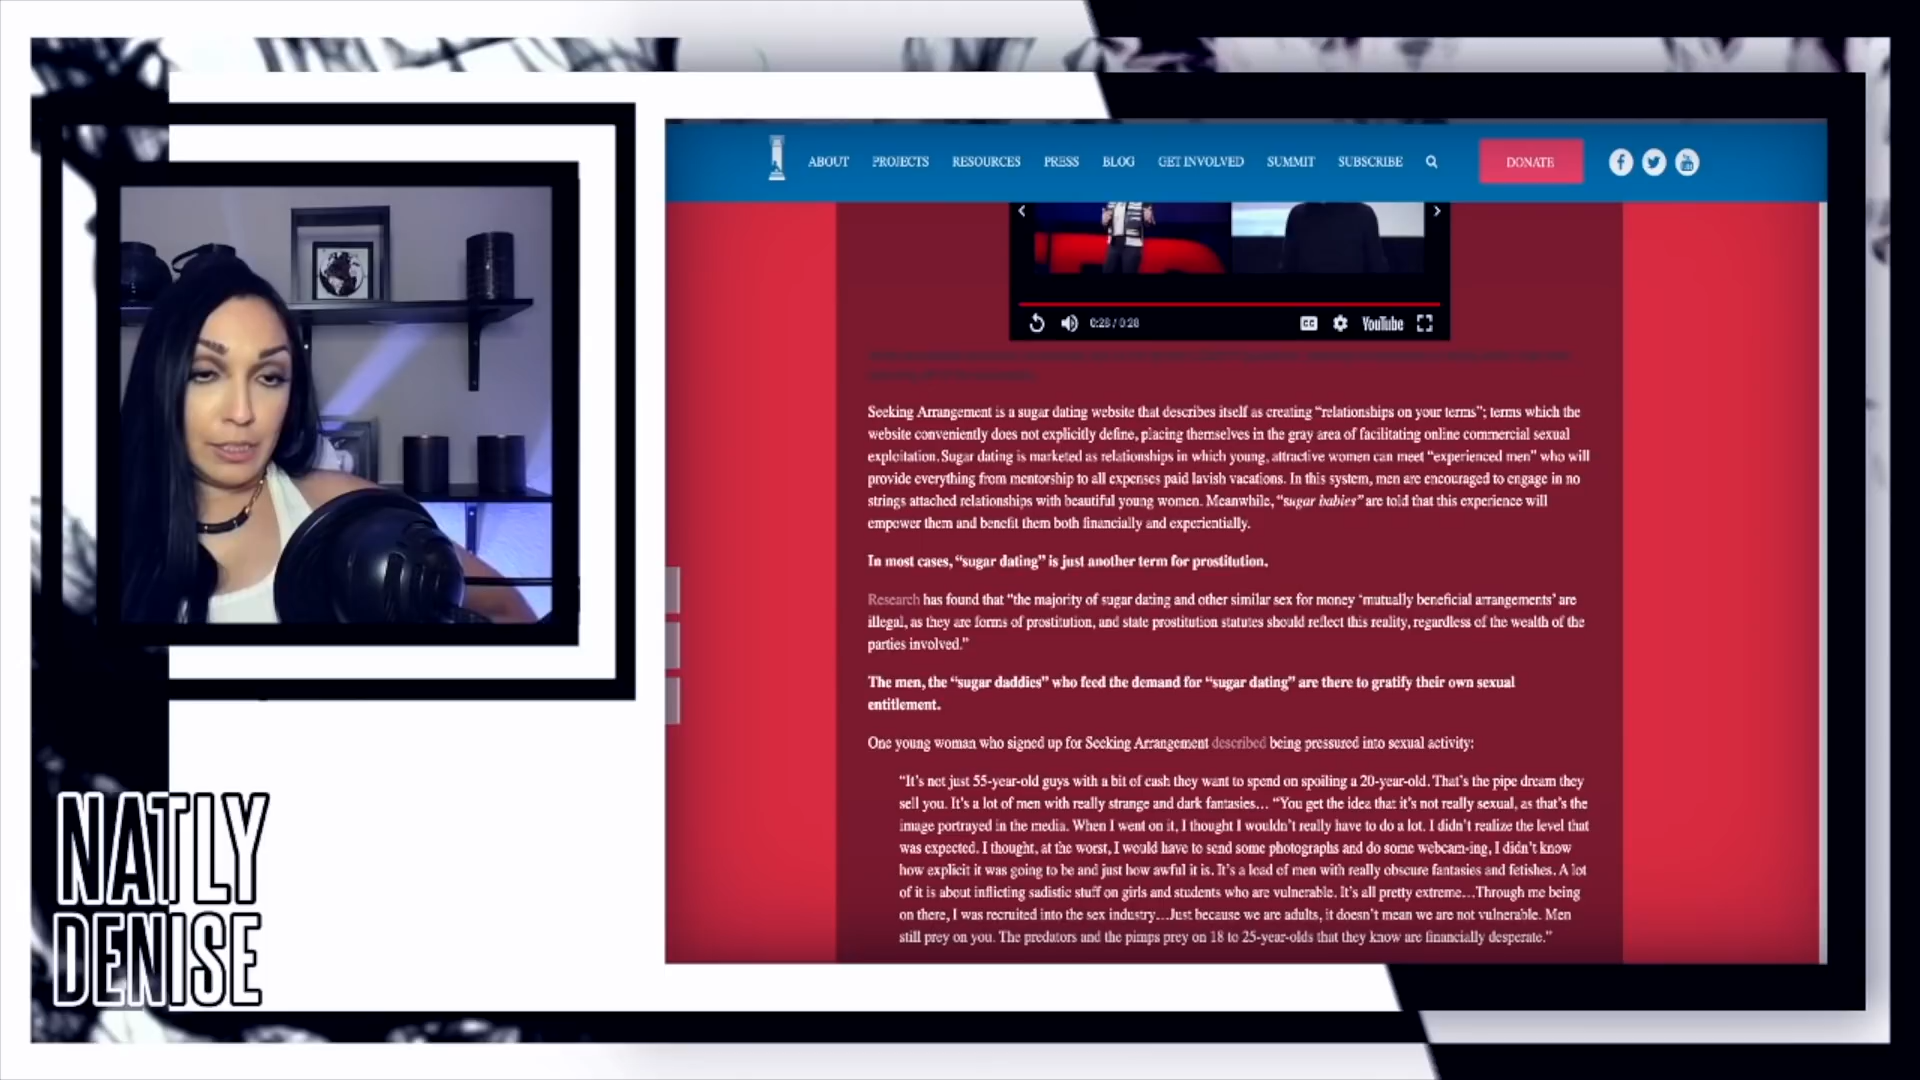 ABOUT PROJECTS RESOURCES PRESS BLOG GET INVOLVED SUMMIT SUBSCRIBE DONATE
0:28 / 0:28 CC YouTube
Seeking Arrangement is a sugar dating website that describes itself as creating “relationships on your terms”; terms which the
website conveniently does not explicitly define, placing themselves in the gray area of facilitating online commercial sexual
exploitation. Sugar dating is marketed as relationships in which young, attractive women can meet “experienced men” who will
provide everything from mentorship to all expenses paid lavish vacations. In this system, men are encouraged to engage in no
strings attached relationships with beautiful young women. Meanwhile, “sugar babies” are told that this experience will
empower them and benefit them both financially and experientially.
In most cases, “sugar dating” is just another term for prostitution.
Research has found that “the majority of sugar dating and other similar sex for money ‘mutually beneficial arrangements’ are
illegal, as they are forms of prostitution, and state prostitution statutes should reflect this reality, regardless of the wealth of the
parties involved.”
The men, the “sugar daddies” who feed the demand for “sugar dating” are there to gratify their own sexual
entitlement.
One young woman who signed up for Seeking Arrangement described being pressured into sexual activity:
“It’s not just 55-year-old guys with a bit of cash they want to spend on spoiling a 20-year-old. That’s the pipe dream they
sell you. It’s a lot of men with really strange and dark fantasies… “You get the idea that it’s not really sexual, as that’s the
image portrayed in the media. When I went on it, I thought I wouldn’t really have to do a lot. I didn’t realize the level that
was expected. I thought, at the worst, I would have to send some photographs and do some webcam-ing, I didn’t know
how explicit it was going to be and just how awful it is. It’s a load of men with really obscure fantasies and fetishes. A lot
of it is about inflicting sadistic stuff on girls and students who are vulnerable. It’s all pretty extreme…Through me being
on there, I was recruited into the sex industry…Just because we are adults, it doesn’t mean we are not vulnerable. Men
still prey on you. The predators and the pimps prey on 18 to 25-year-olds that they know are financially desperate.”
NATLY
DENISE